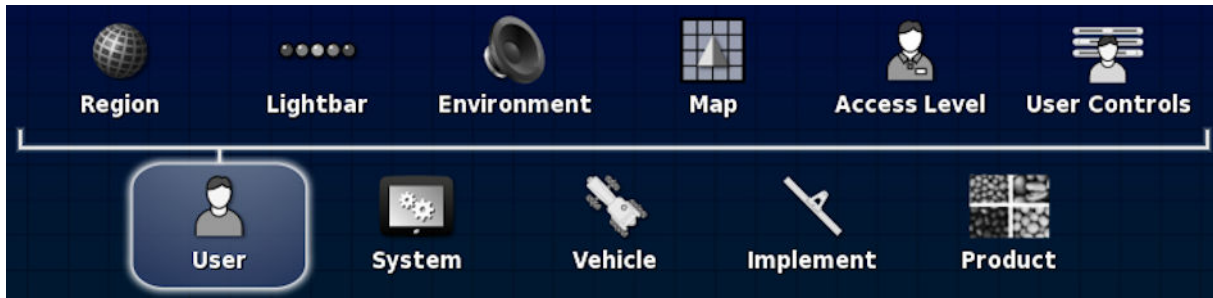 Region Lightbar Environment Map Access Level User Controls
User System Vehicle Implement Product